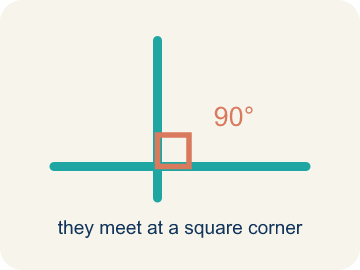 90°
they meet at a square corner